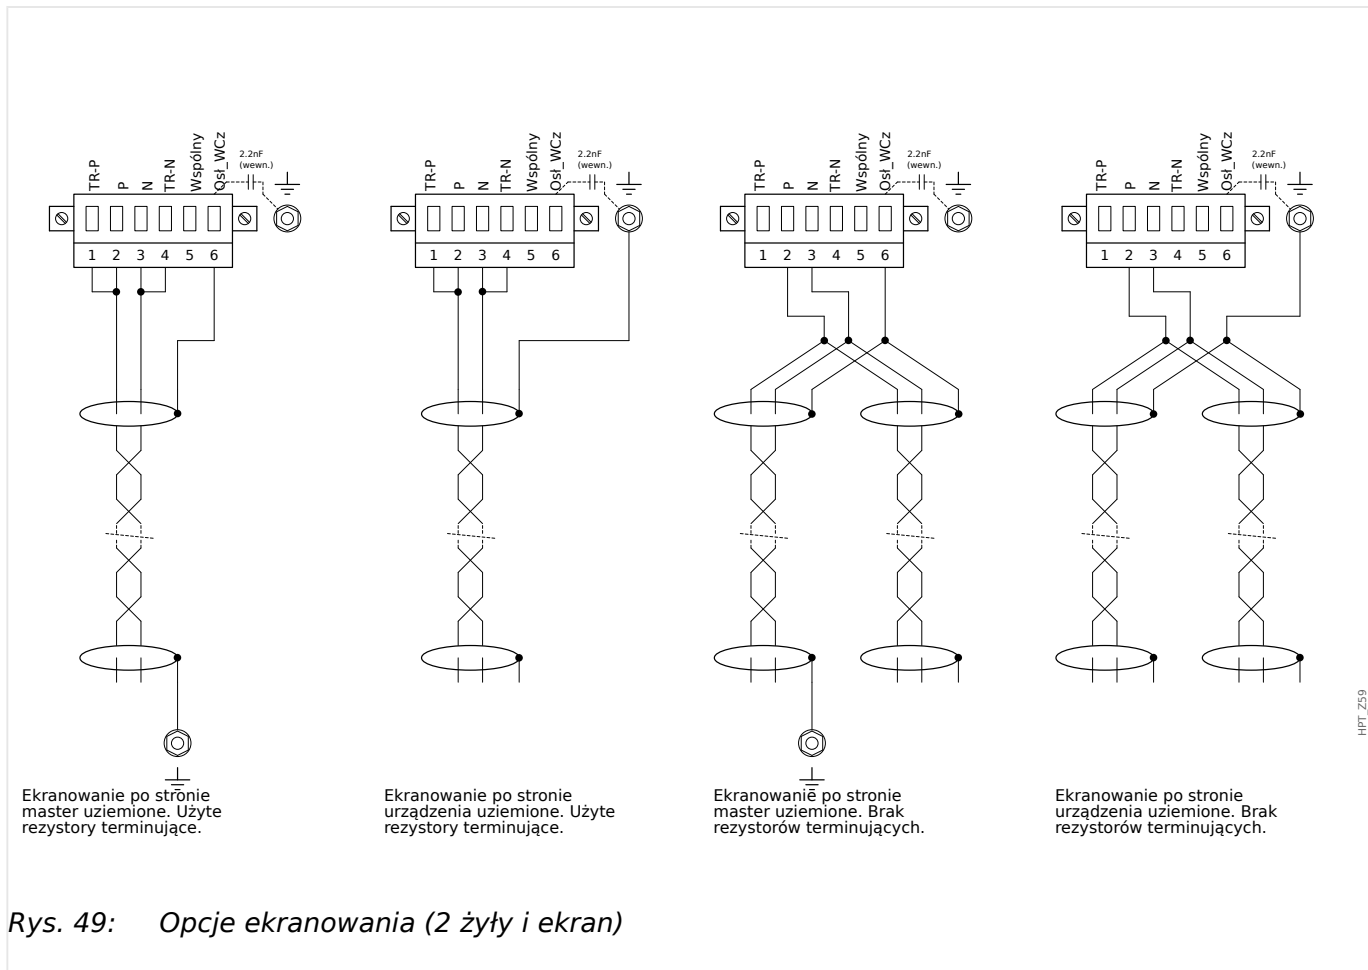 TR-P
P
N
TR-N
Wspólny
Osł_WCz
2.2nF
(wewn.)
1 2 3 4 5 6
TR-P
P
N
TR-N
Wspólny
Osł_WCz
2.2nF
(wewn.)
1 2 3 4 5 6
TR-P
P
N
TR-N
Wspólny
Osł_WCz
2.2nF
(wewn.)
1 2 3 4 5 6
TR-P
P
N
TR-N
Wspólny
Osł_WCz
2.2nF
(wewn.)
1 2 3 4 5 6
HPT_Z59
Ekranowanie po stronie
master uziemione. Użyte
rezystory terminujące.
Ekranowanie po stronie
urządzenia uziemione. Użyte
rezystory terminujące.
Ekranowanie po stronie
master uziemione. Brak
rezystorów terminujących.
Ekranowanie po stronie
urządzenia uziemione. Brak
rezystorów terminujących.
Rys. 49: Opcje ekranowania (2 żyły i ekran)